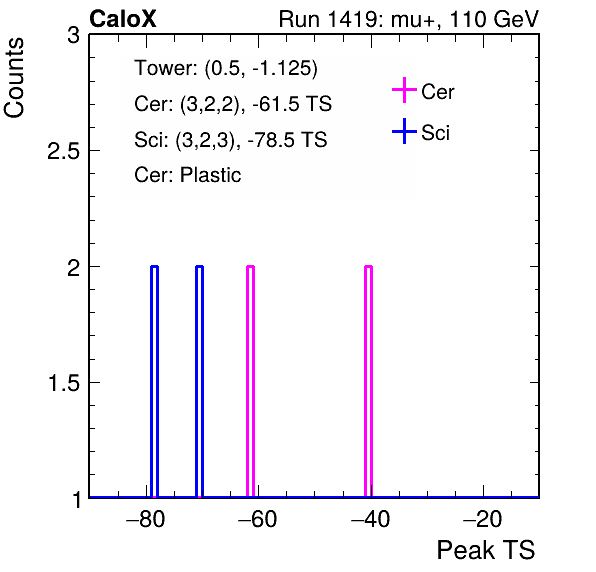 CaloX Run 1419: mu+, 110 GeV
Counts
Tower: (0.5, -1.125)
Cer: (3,2,2), -61.5 TS
Sci: (3,2,3), -78.5 TS
Cer: Plastic
Cer
Sci
3
2.5
2
1.5
1
−80 −60 −40 −20
Peak TS